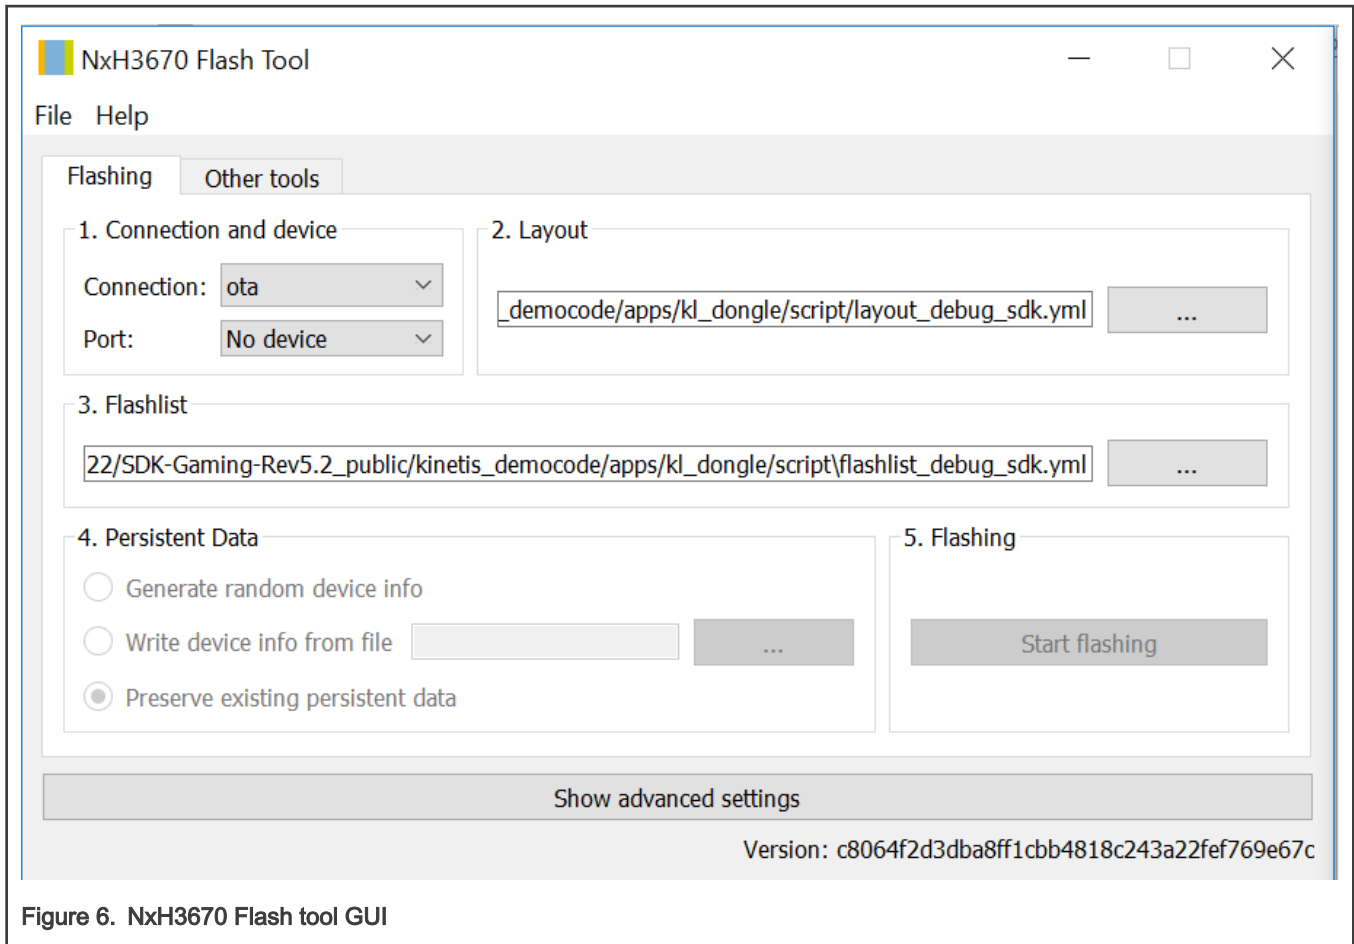 NxH3670 Flash Tool
File Help
Flashing Other tools
1. Connection and device
Connection: ota
Port: No device
2. Layout
_democode/apps/kl_dongle/script/layout_debug_sdk.yml ...
3. Flashlist
22/SDK-Gaming-Rev5.2_public/kinetis_democode/apps/kl_dongle/script\flashlist_debug_sdk.yml ...
4. Persistent Data
Generate random device info
Write device info from file ...
Preserve existing persistent data
5. Flashing
Start flashing
Show advanced settings
Version: c8064f2d3dba8ff1cbb4818c243a22fef769e67c
Figure 6. NxH3670 Flash tool GUI